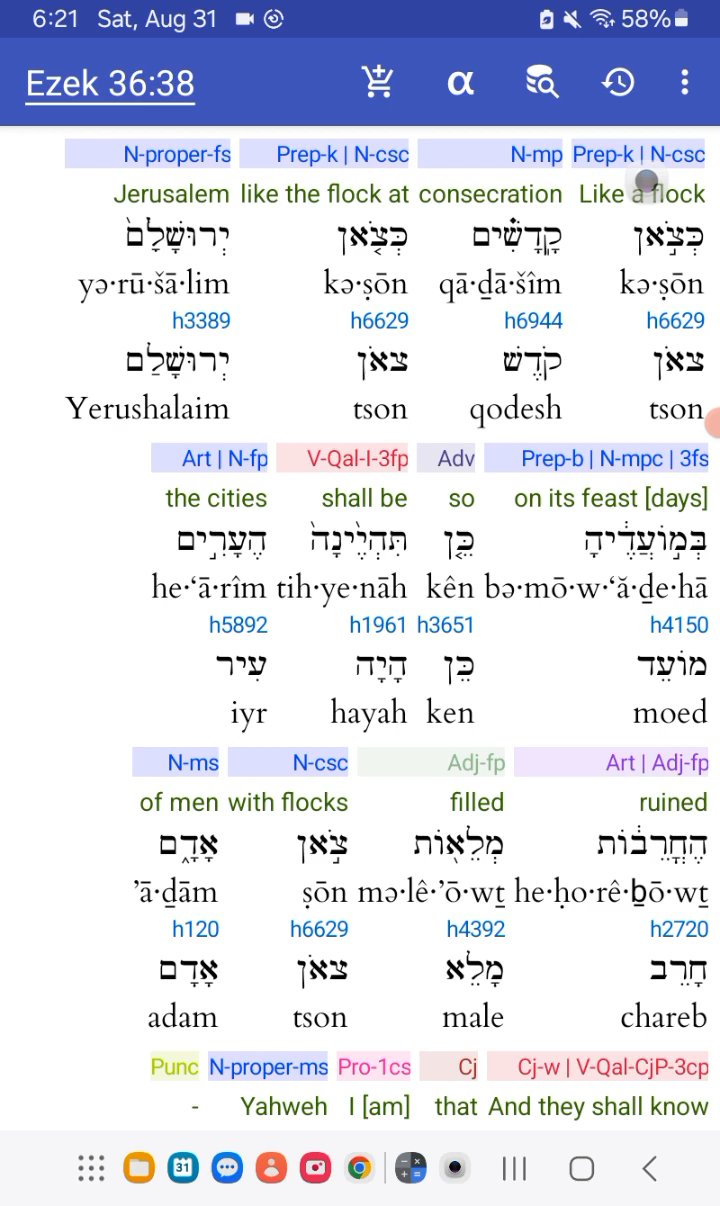 6:21 Sat, Aug 31 58%
Ezek 36:38 α
N-proper-fs Prep-k | N-csc N-mp Prep-k | N-csc
Jerusalem like the flock at consecration Like a flock
כְּצֹ֣אן קָֽדָשִׁ֗ים כְּצֹ֤אן יְרוּשָׁלִַ֙ם֙
yə·rū·šā·lim kə·ṣōn qā·ḏā·šîm kə·ṣōn
h3389 h6629 h6944 h6629
צֹאן קֹדֶשׁ צֹאן יְרוּשָׁלִַם
Yerushalaim tson qodesh tson
Art | N-fp V-Qal-I-3fp Adv Prep-b | N-mpc | 3fs
the cities shall be so on its feast [days]
בְּמ֣וֹעֲדֶ֔יהָ כֵּ֤ן תִּהְיֶ֙ינָה֙ הֶעָרִ֣ים
he·‘ā·rîm tih·ye·nāh kên bə·mō·w·‘ă·ḏe·hā
h5892 h1961 h3651 h4150
מוֹעֵד כֵּן הָיָה עִיר
iyr hayah ken moed
N-ms N-csc Adj-fp Art | Adj-fp
of men with flocks filled ruined
הֶחֳרֵב֔וֹת מְלֵא֖וֹת צֹ֣אן אָדָ֑ם
’ā·ḏām ṣōn mə·lê·’ō·wṯ he·ḥo·rê·ḇō·wṯ
h120 h6629 h4392 h2720
חָרֵב מָלֵא צֹאן אָדָם
adam tson male chareb
Punc N-proper-ms Pro-1cs Cj Cj-w | V-Qal-CjP-3cp
- Yahweh I [am] that And they shall know
31